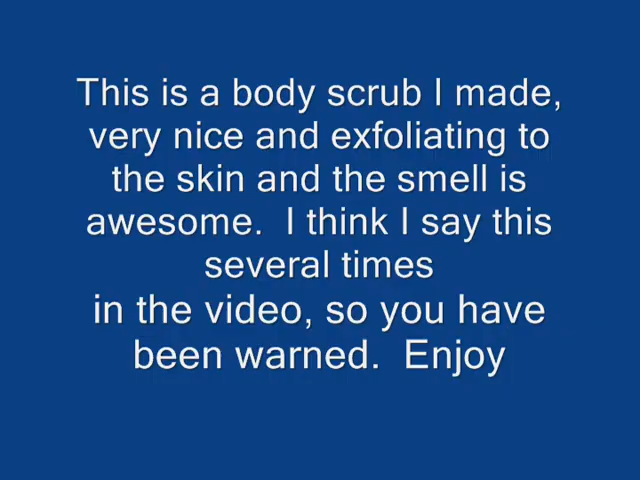 This is a body scrub I made,
very nice and exfoliating to
the skin and the smell is
awesome.  I think I say this
several times
in the video, so you have
been warned.  Enjoy